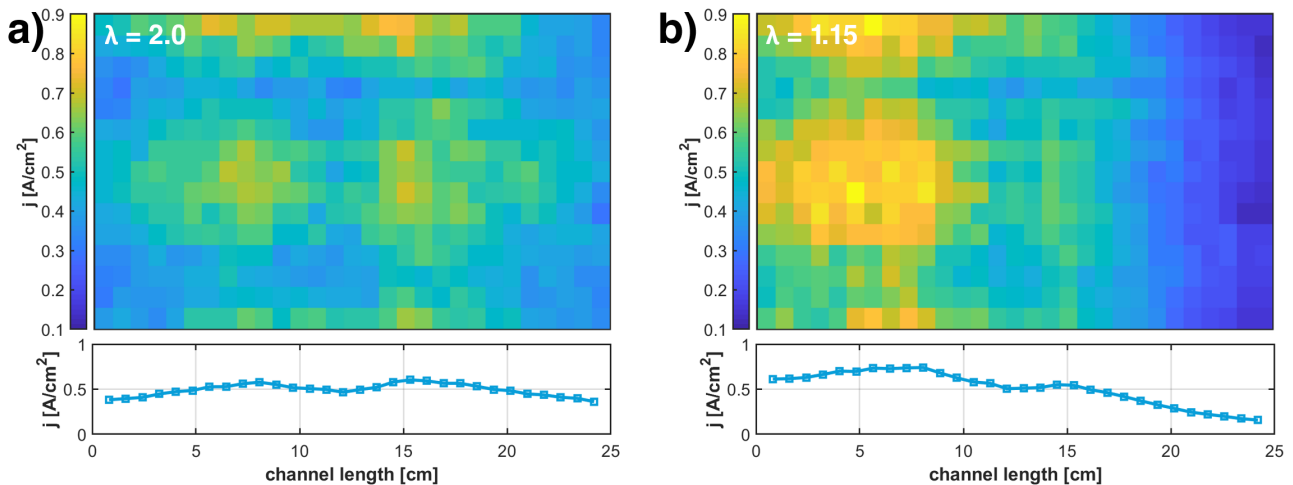 a)
λ = 2.0
0.9
0.8
0.7
0.6
0.5
0.4
0.3
0.2
0.1
j [A/cm²]
1
0.5
0
j [A/cm²]
0 5 10 15 20 25
channel length [cm]
b)
λ = 1.15
0.9
0.8
0.7
0.6
0.5
0.4
0.3
0.2
0.1
j [A/cm²]
1
0.5
0
j [A/cm²]
0 5 10 15 20 25
channel length [cm]